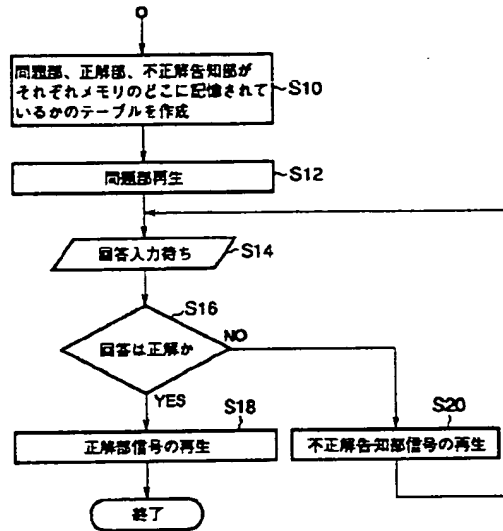 問題部、正解部、不正解告知部が
それぞれメモリのどこに記憶されて
いるかのテーブルを作成
S10
問題部再生
S12
回答入力待ち
S14
S16
回答は正解か
NO
YES
S18
正解部信号の再生
S20
不正解告知部信号の再生
終了